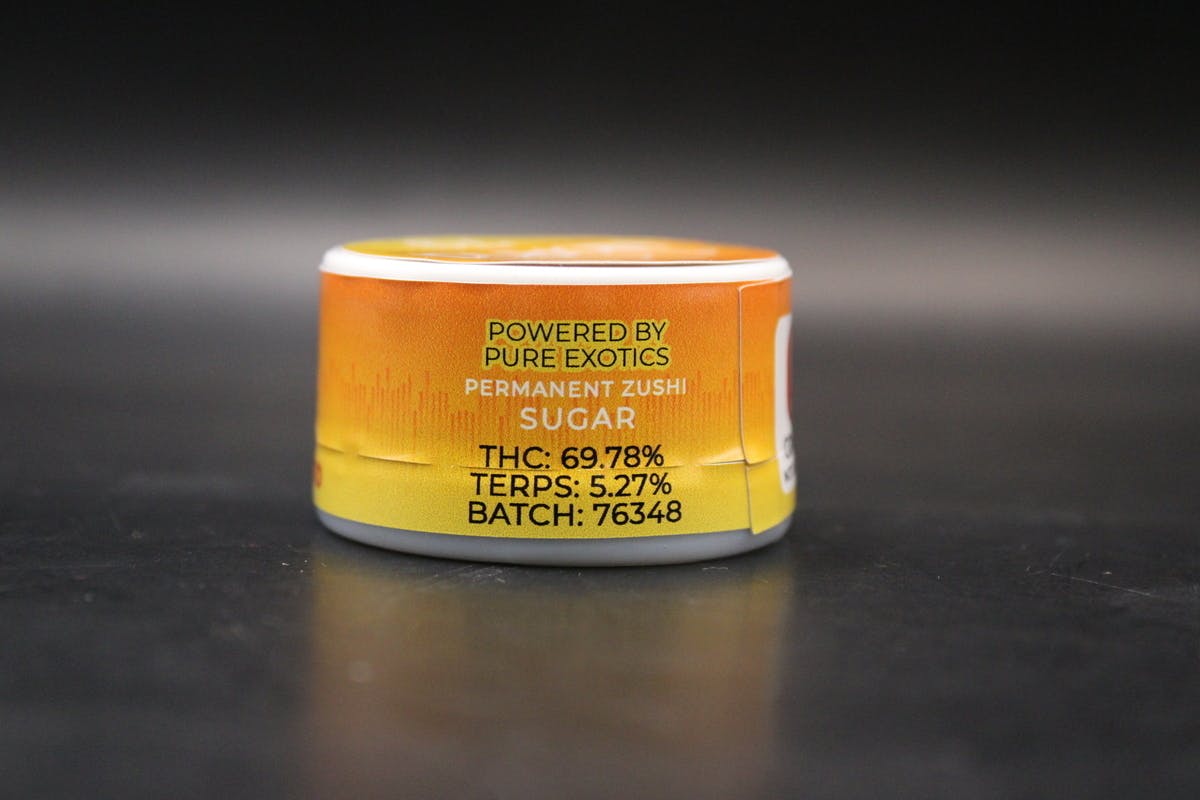 POWERED BY
PURE EXOTICS
PERMANENT ZUSHI
SUGAR
THC: 69.78%
TERPS: 5.27%
BATCH: 76348